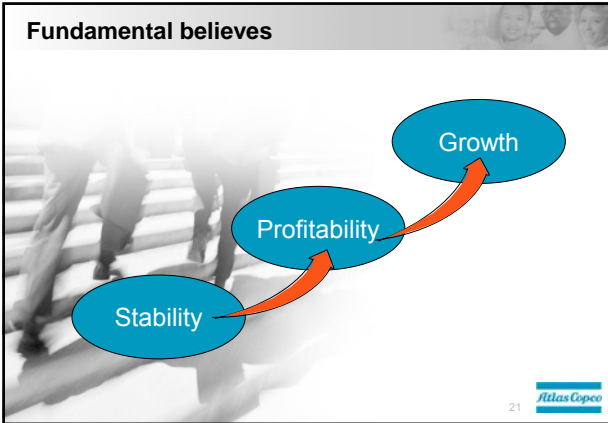 Fundamental believes
Growth
Profitability
Stability
21
Atlas Copco